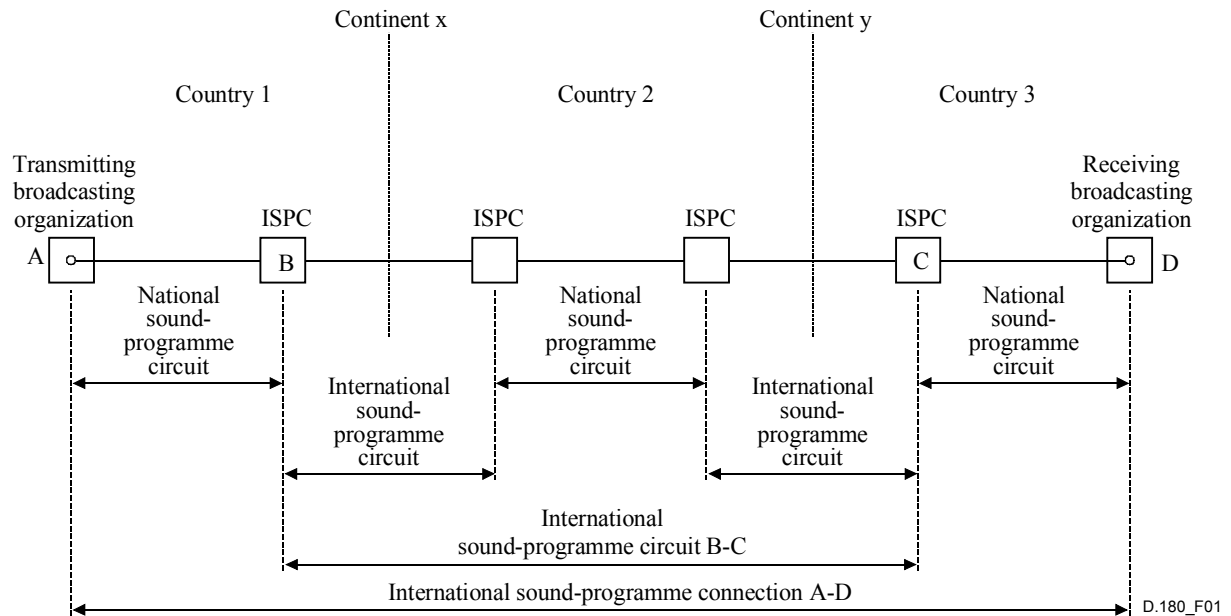 Continent x
Continent y
Country 1
Country 2
Country 3
Transmitting
broadcasting
organization
Receiving
broadcasting
organization
ISPC
ISPC
ISPC
ISPC
A
B
C
D
National
sound-
programme
circuit
National
sound-
programme
circuit
National
sound-
programme
circuit
International
sound-
programme
circuit
International
sound-
programme
circuit
International
sound-programme circuit B-C
International sound-programme connection A-D
D.180_F01